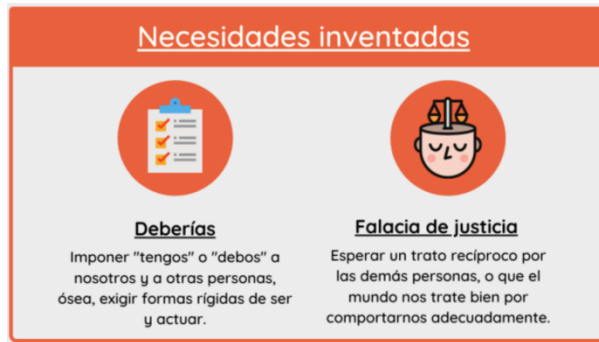 Necesidades inventadas
Deberías
Imponer "tengos" o "debos" a
nosotros y a otras personas,
ósea, exigir formas rígidas de ser
y actuar.
Falacia de justicia
Esperar un trato recíproco por
las demás personas, o que el
mundo nos trate bien por
comportarnos adecuadamente.